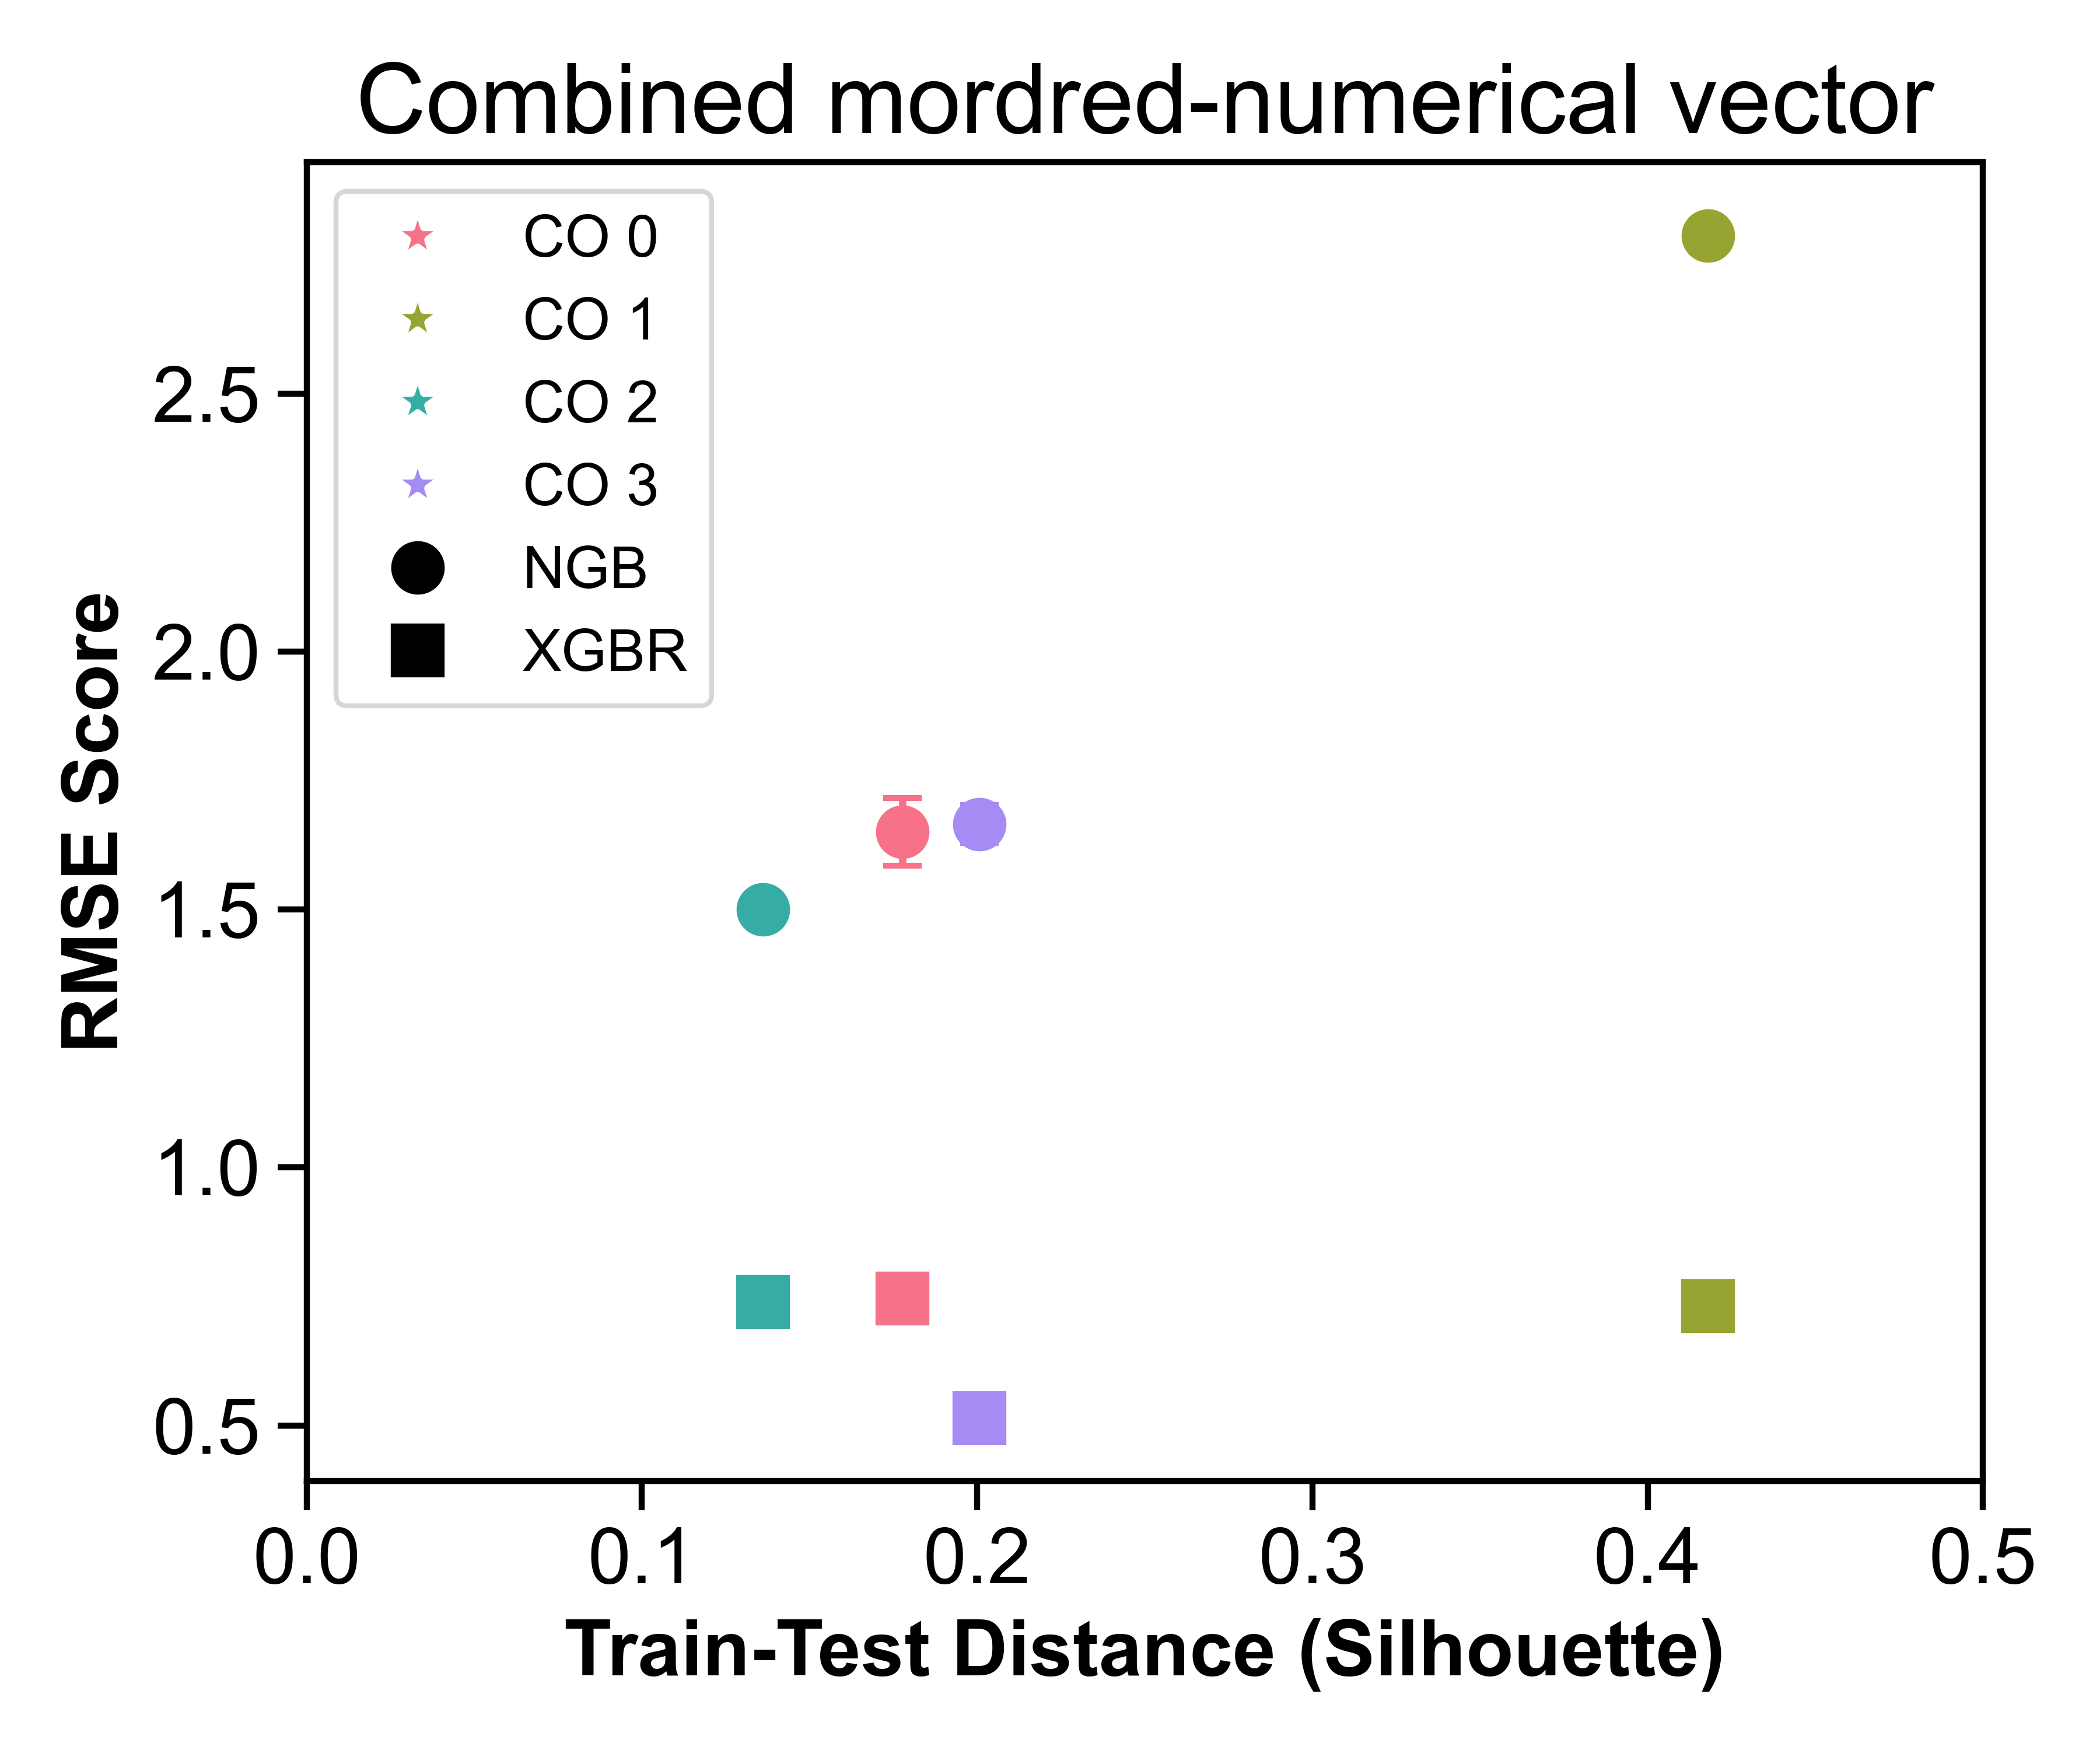 Combined mordred-numerical vector
CO 0
CO 1
CO 2
CO 3
NGB
XGBR
RMSE Score
2.5
2.0
1.5
1.0
0.5
0.0 0.1 0.2 0.3 0.4 0.5
Train-Test Distance (Silhouette)